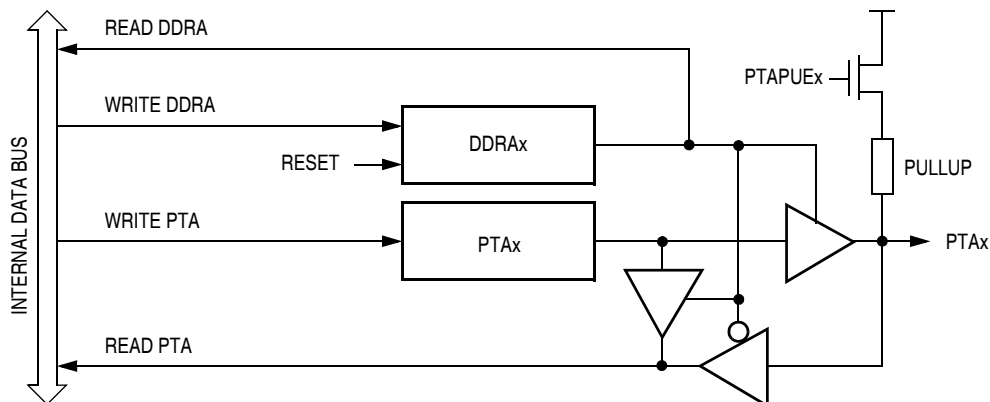 READ DDRA
PTAPUEx
WRITE DDRA
DDRAx
RESET
PULLUP
WRITE PTA
PTAx
PTAx
INTERNAL DATA BUS
READ PTA